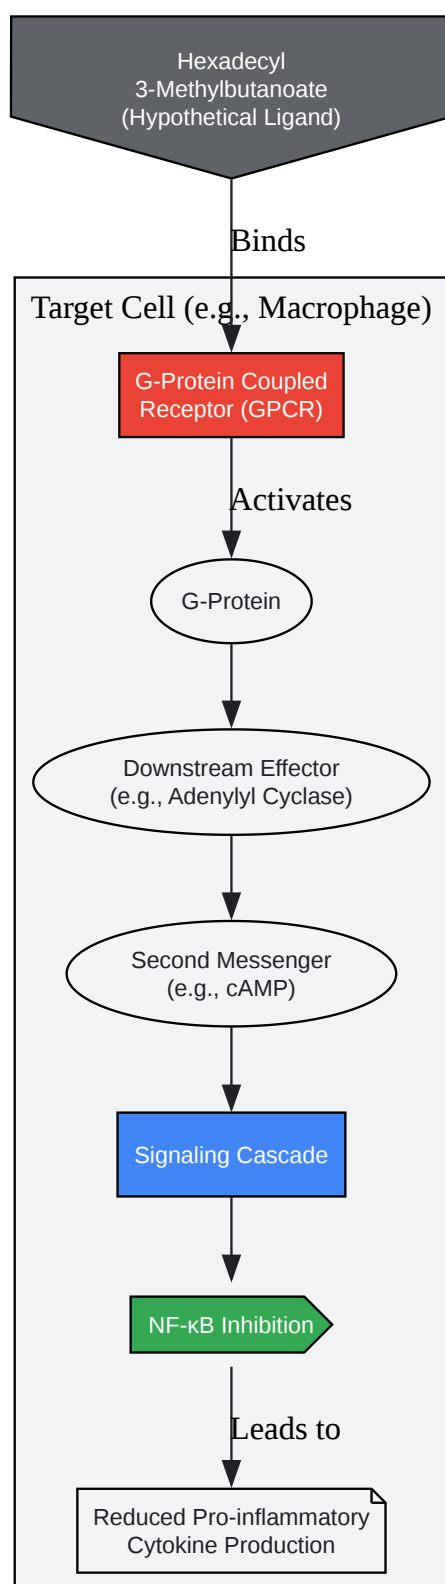 Hexadecyl
3-Methylbutanoate
(Hypothetical Ligand)
Binds
Target Cell (e.g., Macrophage)
G-Protein Coupled
Receptor (GPCR)
Activates
G-Protein
Downstream Effector
(e.g., Adenylyl Cyclase)
Second Messenger
(e.g., cAMP)
Signaling Cascade
NF-κB Inhibition
Leads to
Reduced Pro-inflammatory
Cytokine Production